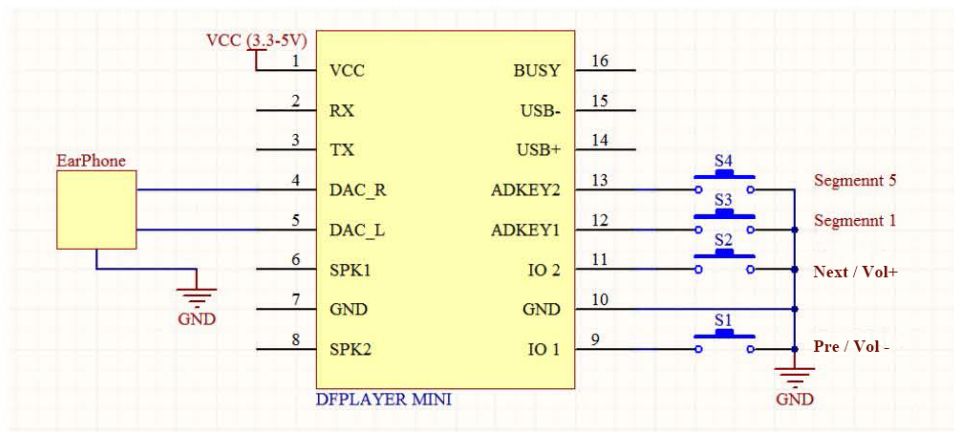 VCC (3.3-5V)
1 VCC BUSY 16
2 RX USB- 15
3 TX USB+ 14
EarPhone S4
4 DAC_R ADKEY2 13 Segmennt 5
S3
5 DAC_L ADKEY1 12 Segmennt 1
S2
6 SPK1 IO 2 11 Next / Vol+
7 GND GND 10
GND S1
8 SPK2 IO 1 9 Pre / Vol -
DFPLAYER MINI GND